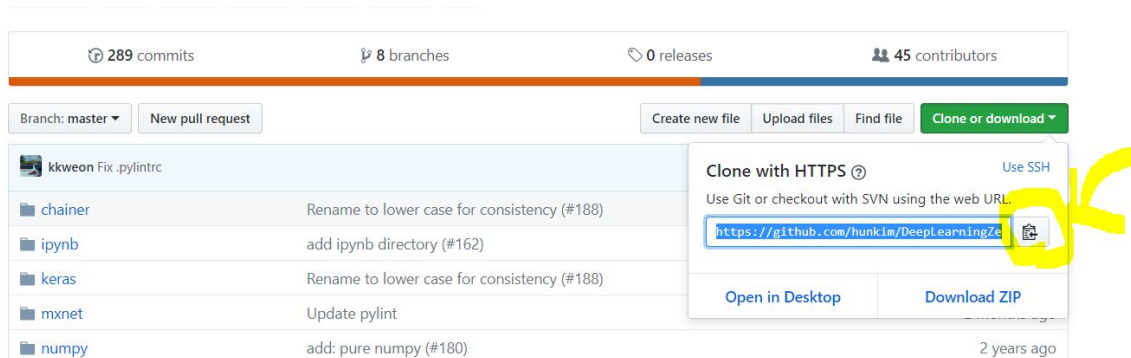 289 commits 8 branches 0 releases 45 contributors
Branch: master New pull request Create new file Upload files Find file Clone or download
kkweon Fix .pylintrc
Clone with HTTPS Use SSH
Use Git or checkout with SVN using the web URL.
https://github.com/hunkim/DeepLearningZe
Open in Desktop Download ZIP
chainer Rename to lower case for consistency (#188)
ipynb add ipynb directory (#162)
keras Rename to lower case for consistency (#188)
mxnet Update pylint
numpy add: pure numpy (#180) 2 years ago